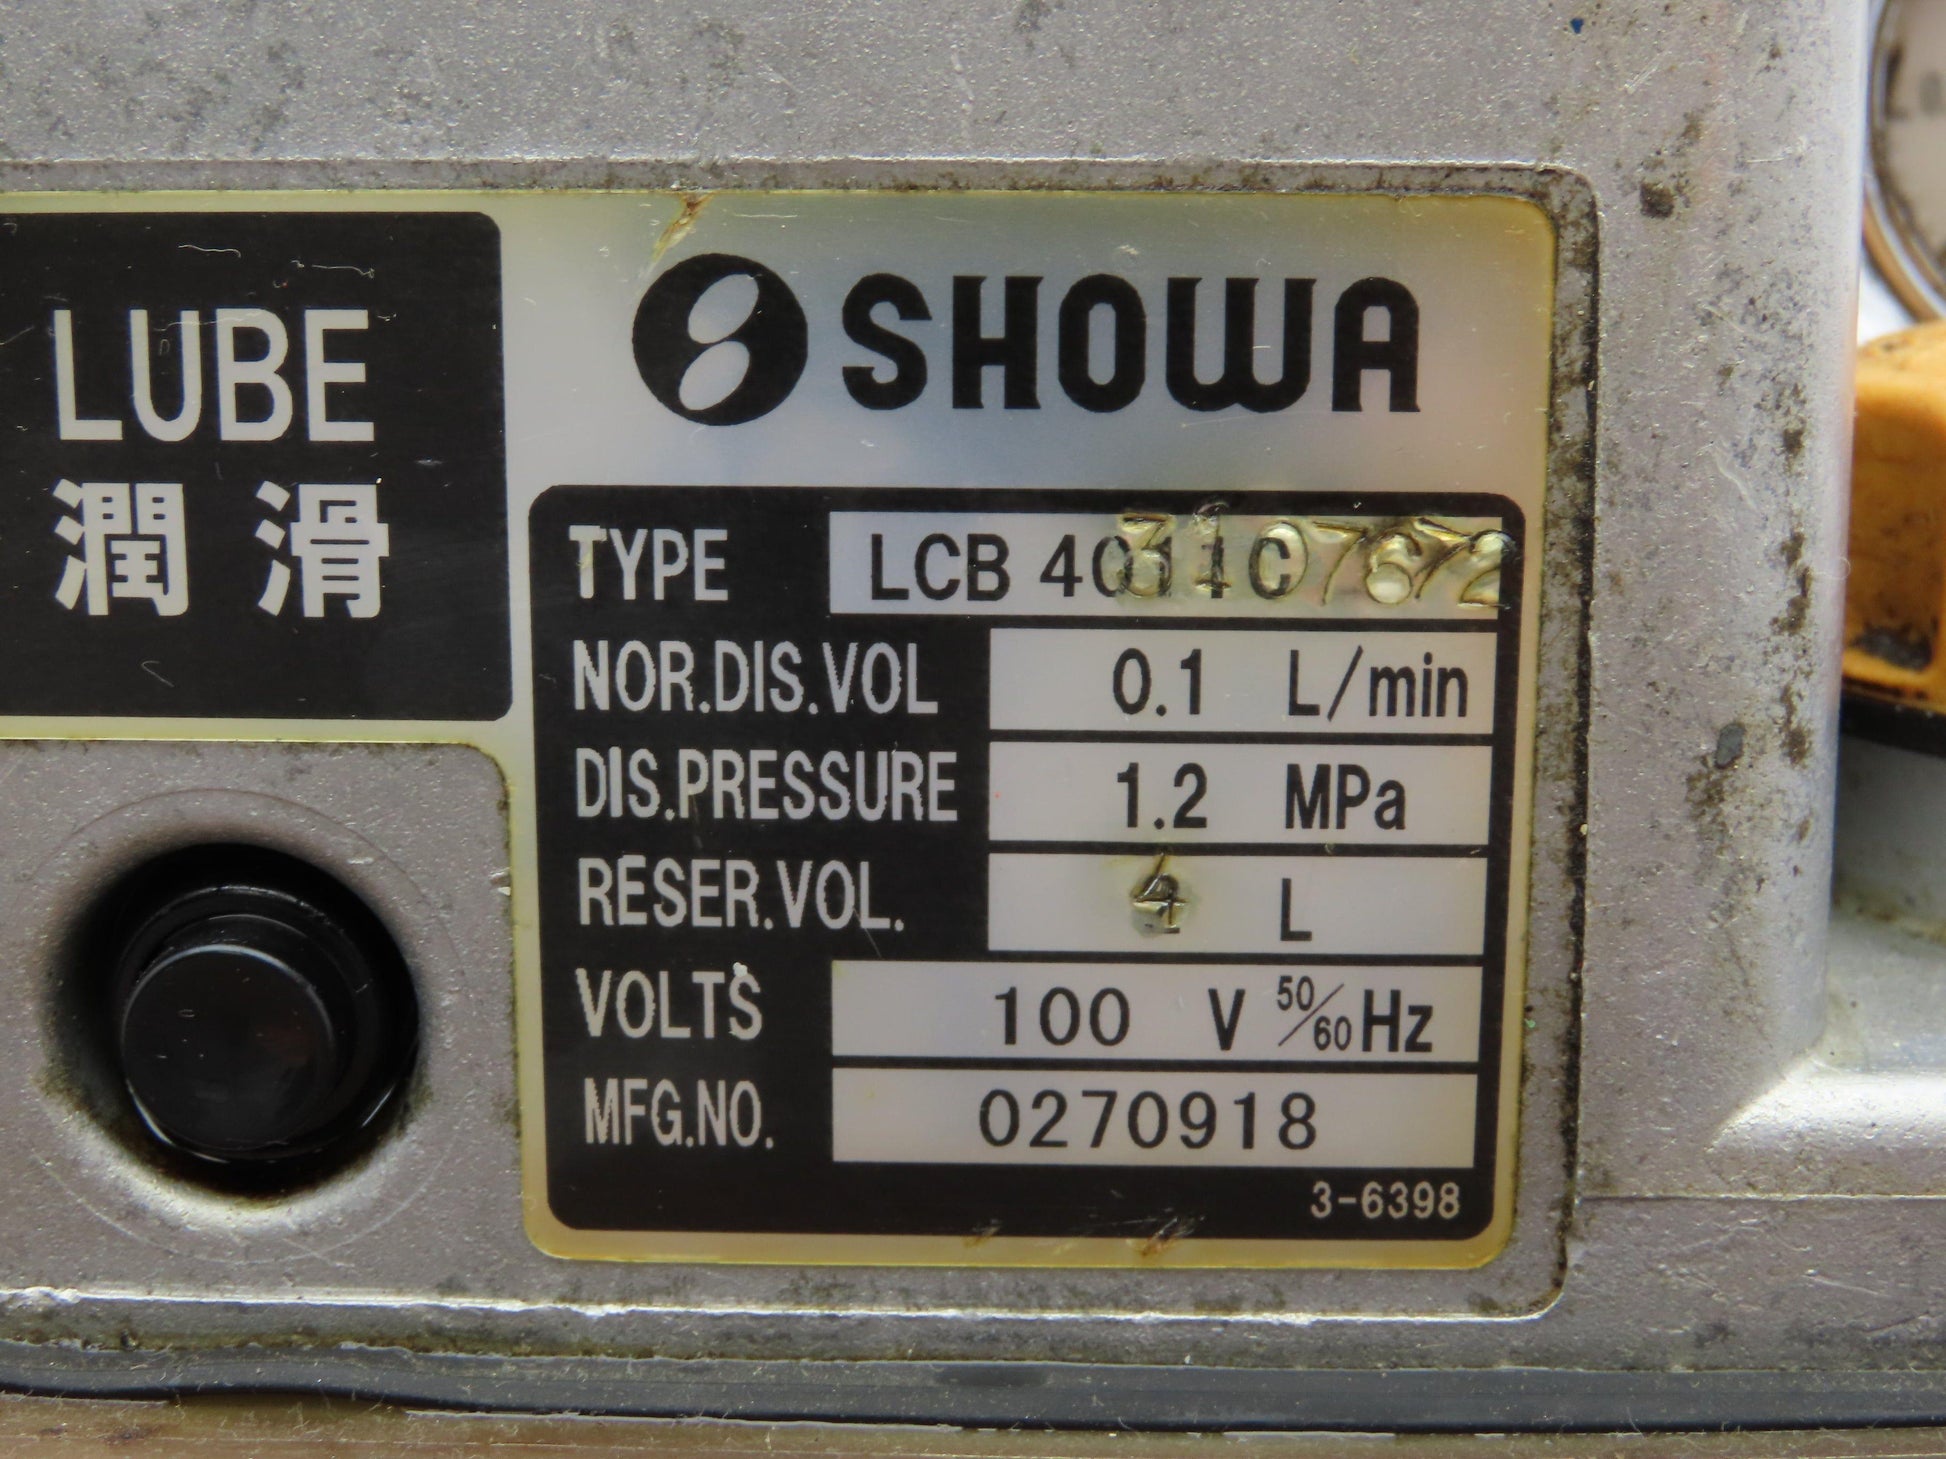 LUBE
潤滑
SHOWA
TYPE LCB 4
NOR.DIS.VOL 0.1 L/min
DIS.PRESSURE 1.2 MPa
RESER.VOL. 4 L
VOLTS 100 V 50/60 Hz
MFG.NO. 0270918
3-6398